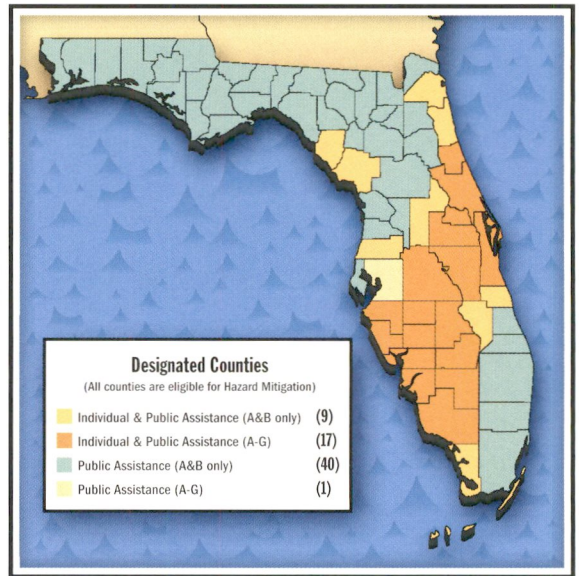 Designated Counties
(All counties are eligible for Hazard Mitigation)
Individual & Public Assistance (A&B only) (9)
Individual & Public Assistance (A-G) (17)
Public Assistance (A&B only) (40)
Public Assistance (A-G) (1)